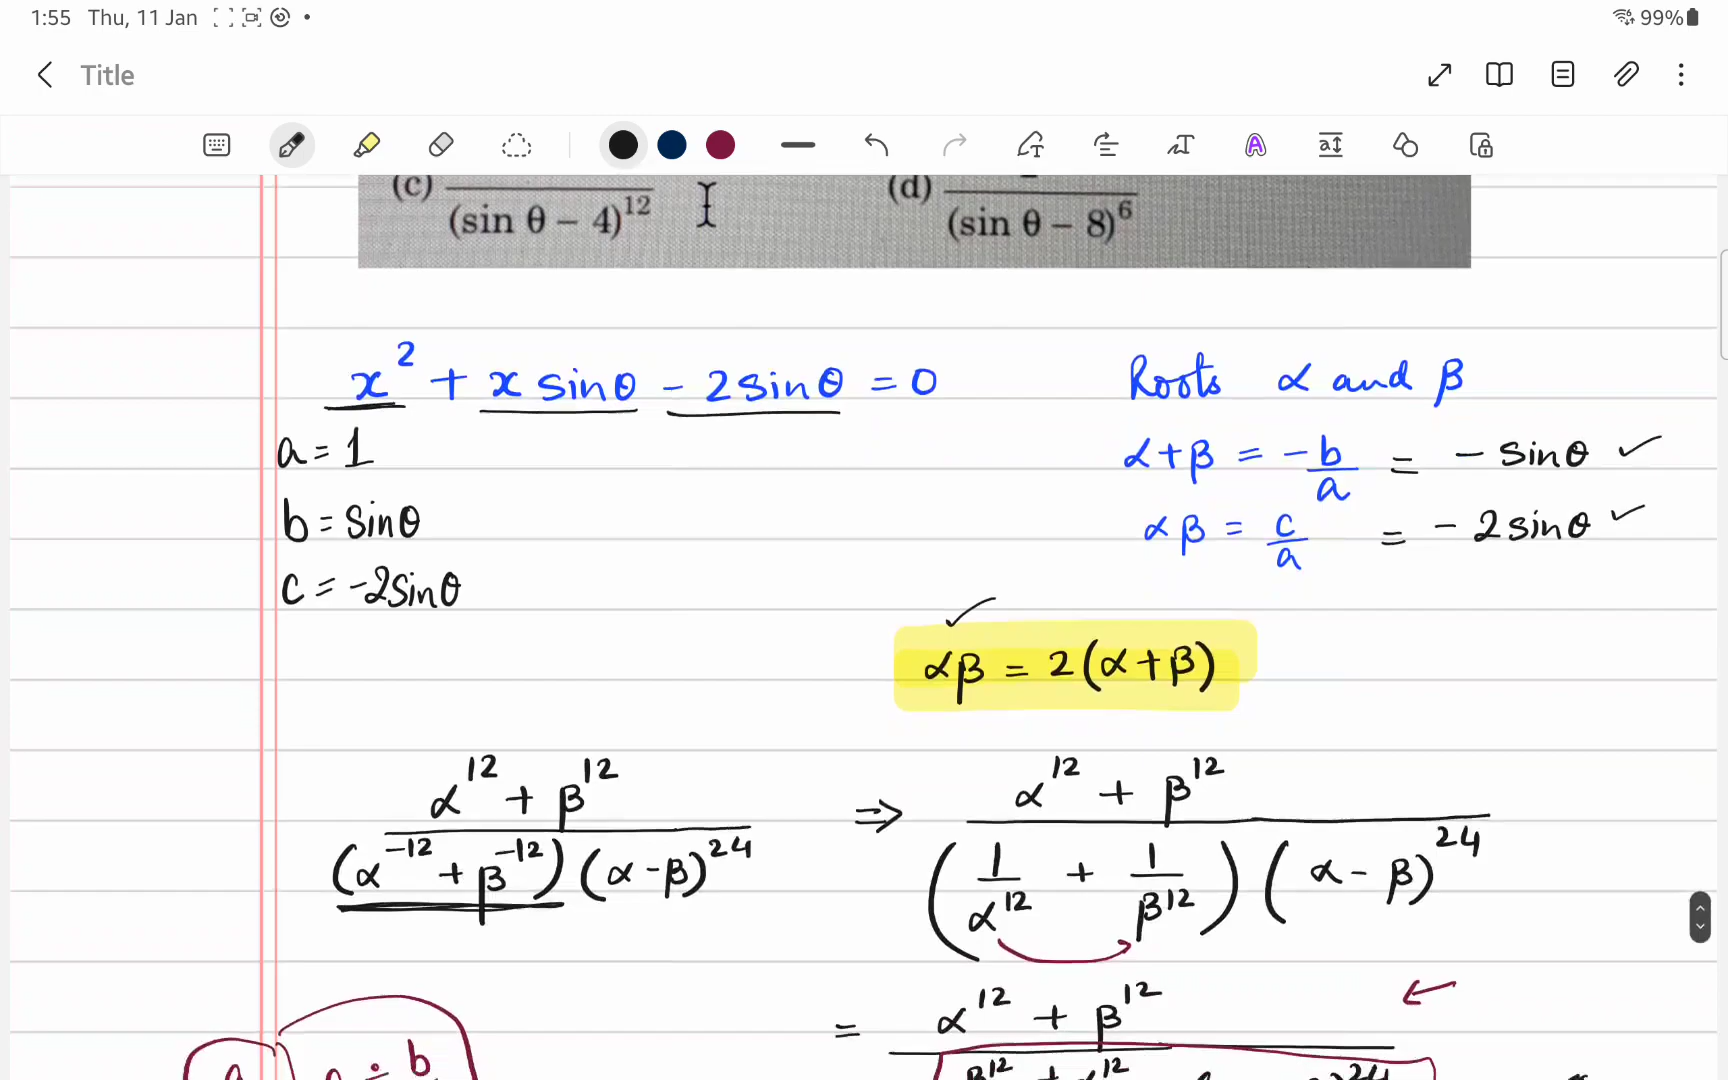 1:55 Thu, 11 Jan 99%
Title
(c) (sin θ – 4)^12 (d) (sin θ – 8)^6
x^2 + x sinθ - 2sinθ = 0 Roots α and β
a = 1 α+β = -b/a = - sinθ ✓
b = sinθ αβ = c/a = - 2sinθ ✓
c = -2sinθ
αβ = 2(α+β)
α^12 + β^12 ⇒ α^12 + β^12
(α^-12 + β^-12)(α-β)^24 (1/α^12 + 1/β^12)(α-β)^24
= α^12 + β^12 ←